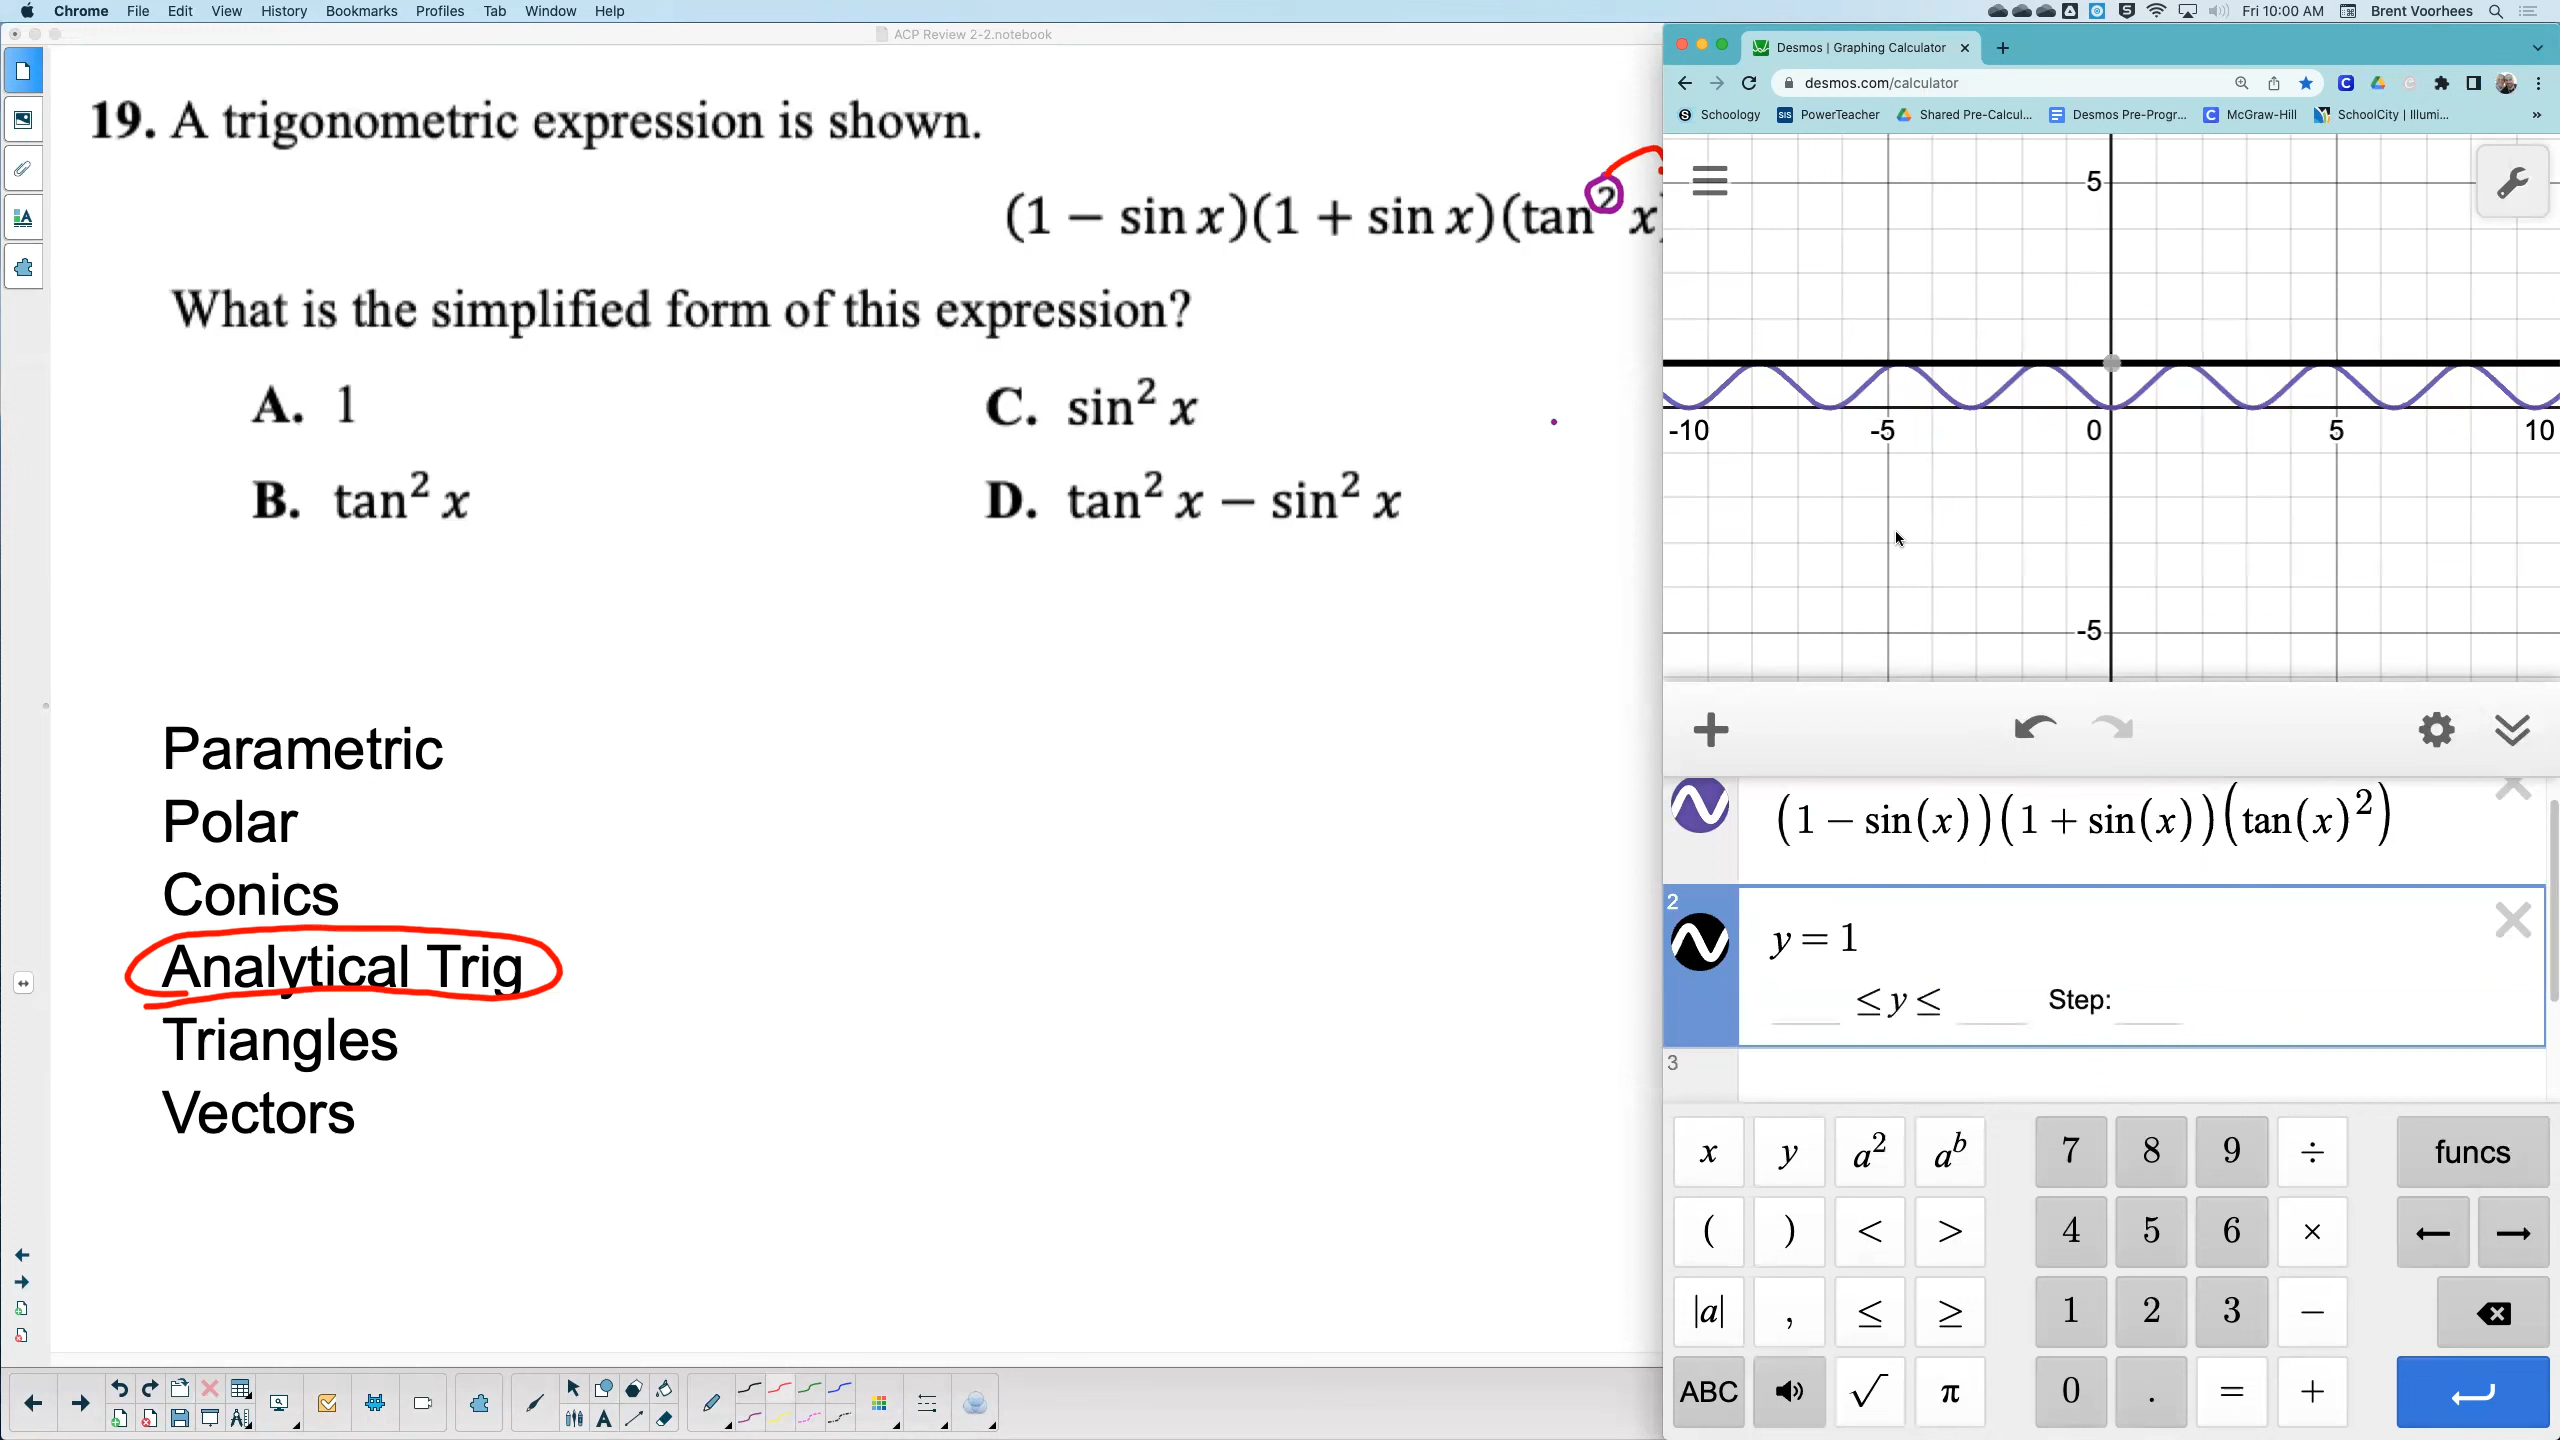 Chrome File Edit View History Bookmarks Profiles Tab Window Help
Fri 10:00 AM Brent Voorhees
ACP Review 2-2.notebook
19. A trigonometric expression is shown.
(1 − sin x)(1 + sin x)(tan² x
What is the simplified form of this expression?
A. 1
C. sin² x
B. tan² x
D. tan² x − sin² x
Parametric
Polar
Conics
Analytical Trig
Triangles
Vectors
Desmos | Graphing Calculator
desmos.com/calculator
Schoology PowerTeacher Shared Pre-Calcul... Desmos Pre-Progr... McGraw-Hill SchoolCity | Illumi... »
5
-10 -5 0 5 10
-5
(1 − sin(x))(1 + sin(x))(tan(x)²)
2
y = 1
≤ y ≤ Step:
3
x y a² aᵇ 7 8 9 ÷ funcs
( ) < > 4 5 6 × ← →
|a| , ≤ ≥ 1 2 3 −
ABC √ π 0 . = +